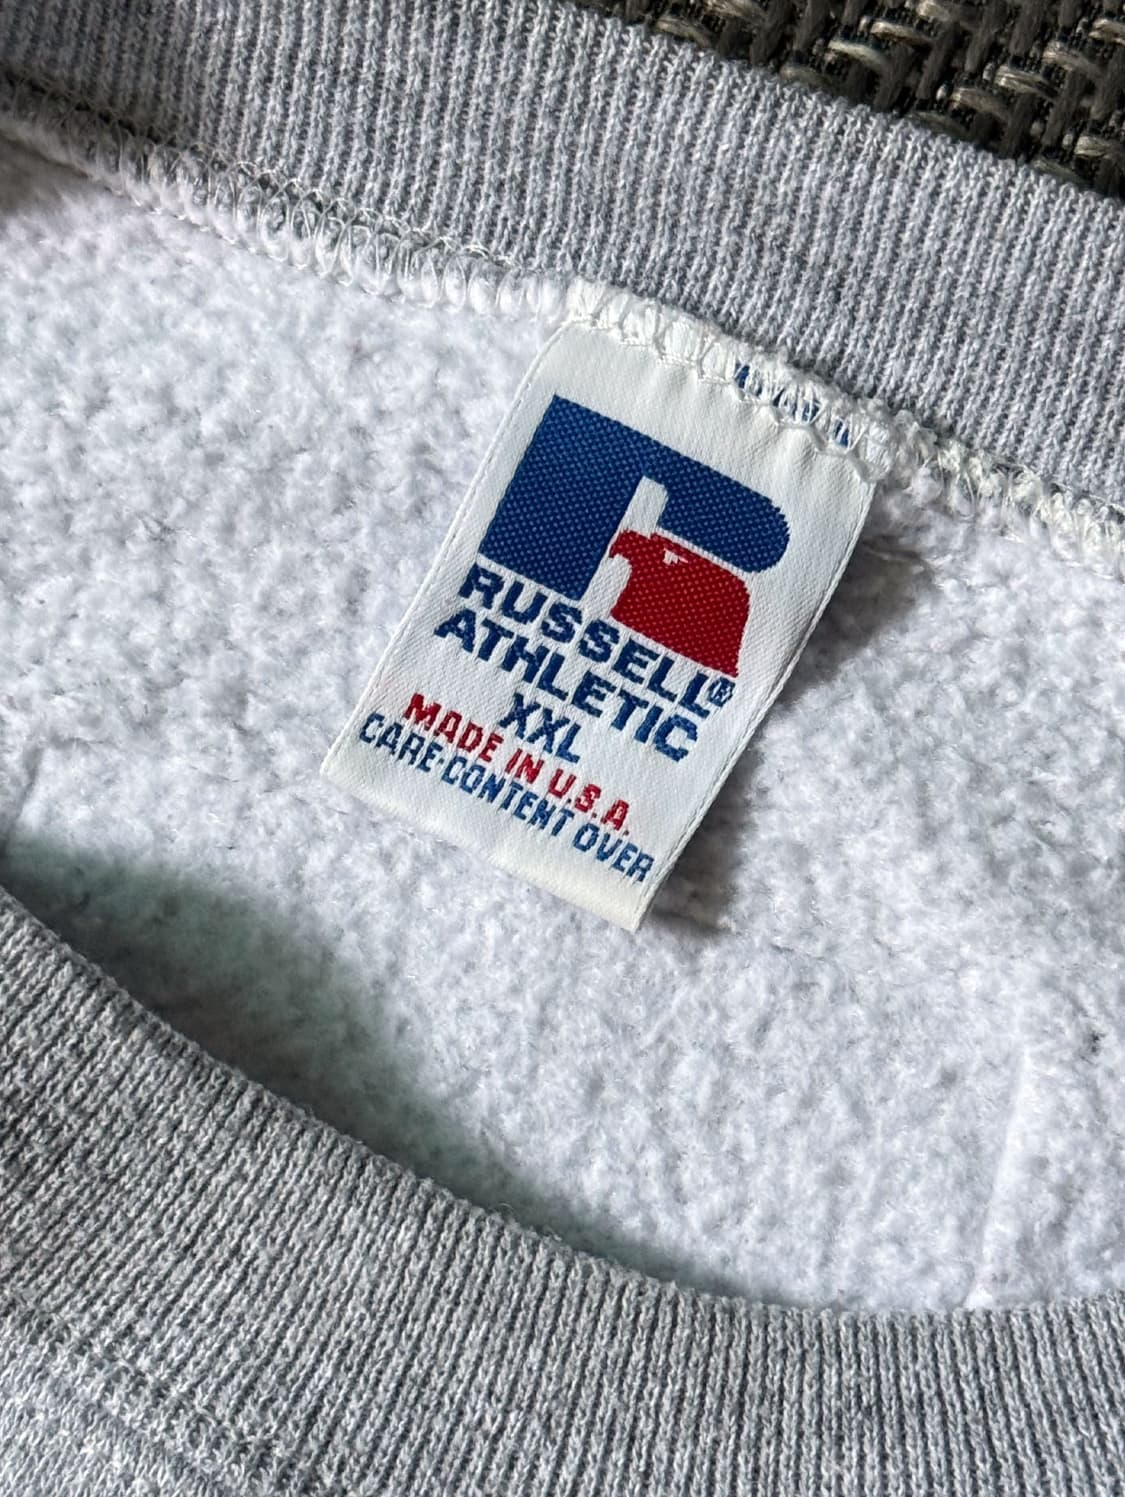 RUSSELL®
ATHLETIC
XXL
MADE IN U.S.A.
CARE·CONTENT OVER